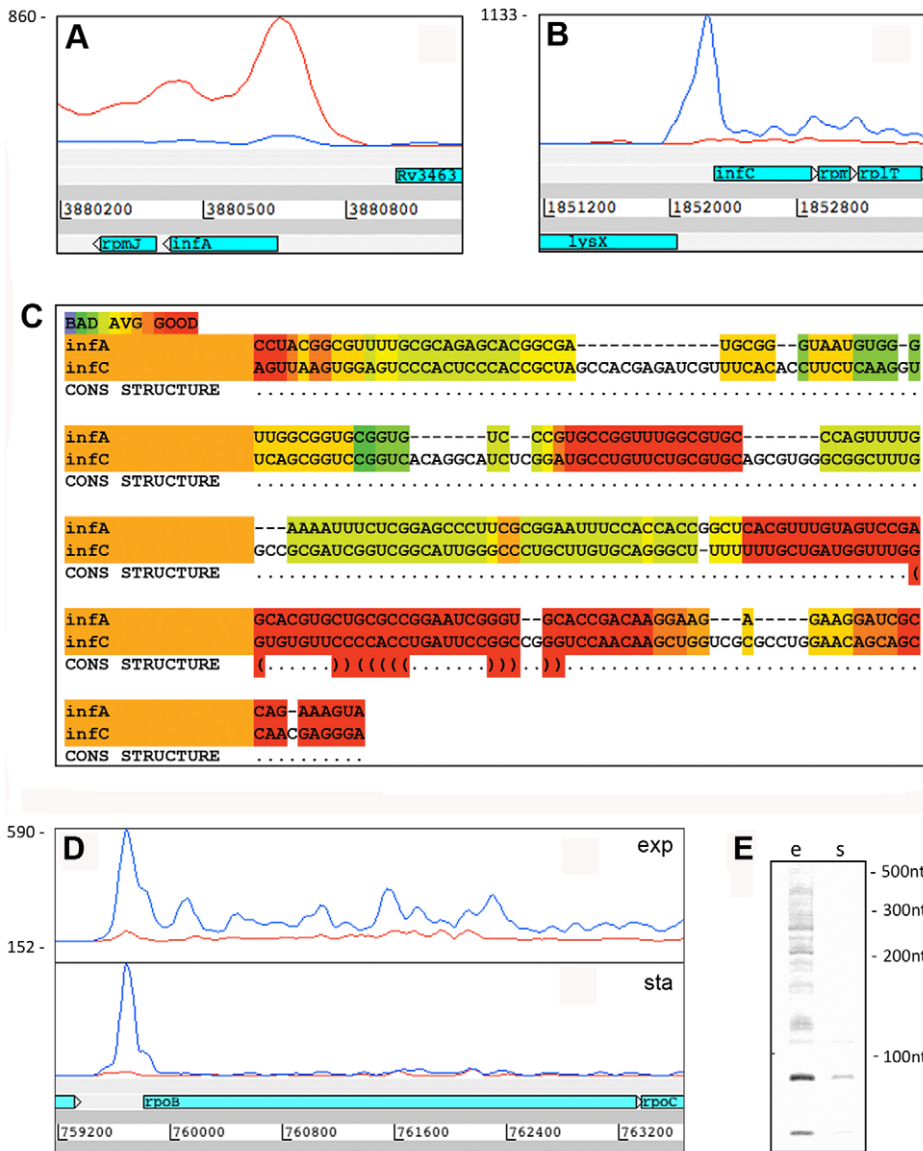 860 -
A
Rv3463
3880200 3880500 3880800
rpmJ infA
1133 -
B
infC rpm rplT
1851200 1852000 1852800
lysX
C
BAD AVG GOOD
infA CCUACGGCGUUUUGCGCAGAGCACGGCGA-------------UGCGG--GUAAUGUGG-G
infC AGUUAAGUGGAGUCCCACUCCCACCGCUAGCCACGAGAUCGUUUCACACCUUCUCAAGGU
CONS STRUCTURE ............................................................
infA UUGGCGGUGCGGUG-------UC--CCGUGCCGGUUUGGCGUGC-------CCAGUUUUG
infC UCAGCGGUCCGGUCACAGGCAUCUCGGAUGCCUGUUCUGCGUGCAGCGUGGGCGGCUUUG
CONS STRUCTURE ............................................................
infA ---AAAAUUUCUCGGAGCCCUUCGCGGAAUUUCCACCACCGGCUCACGUUUGUAGUCCGA
infC GCCGCGAUCGGUCGGCAUUGGGCCCUGCUUGUGCAGGGCU-UUUUUUGCUGAUGGUUUGG
CONS STRUCTURE ...........................................................(
infA GCACGUGCUGCGCCGGAAUCGGGU--GCACCGACAAGGAAG---A-----GAAGGAUCGC
infC GUGUGUUCCCCACCUGAUUCCGGCCGGGUCCAACAAGCUGGUCGCGCCUGGAACAGCAGC
CONS STRUCTURE (......))(((((.......)))..))................................
infA CAG-AAAGUA
infC CAACGAGGGA
CONS STRUCTURE ..........
590 -
D
exp
152 -
sta
rpoB rpoC
759200 760000 760800 761600 762400 763200
E
e s
- 500nt
- 300nt
- 200nt
- 100nt